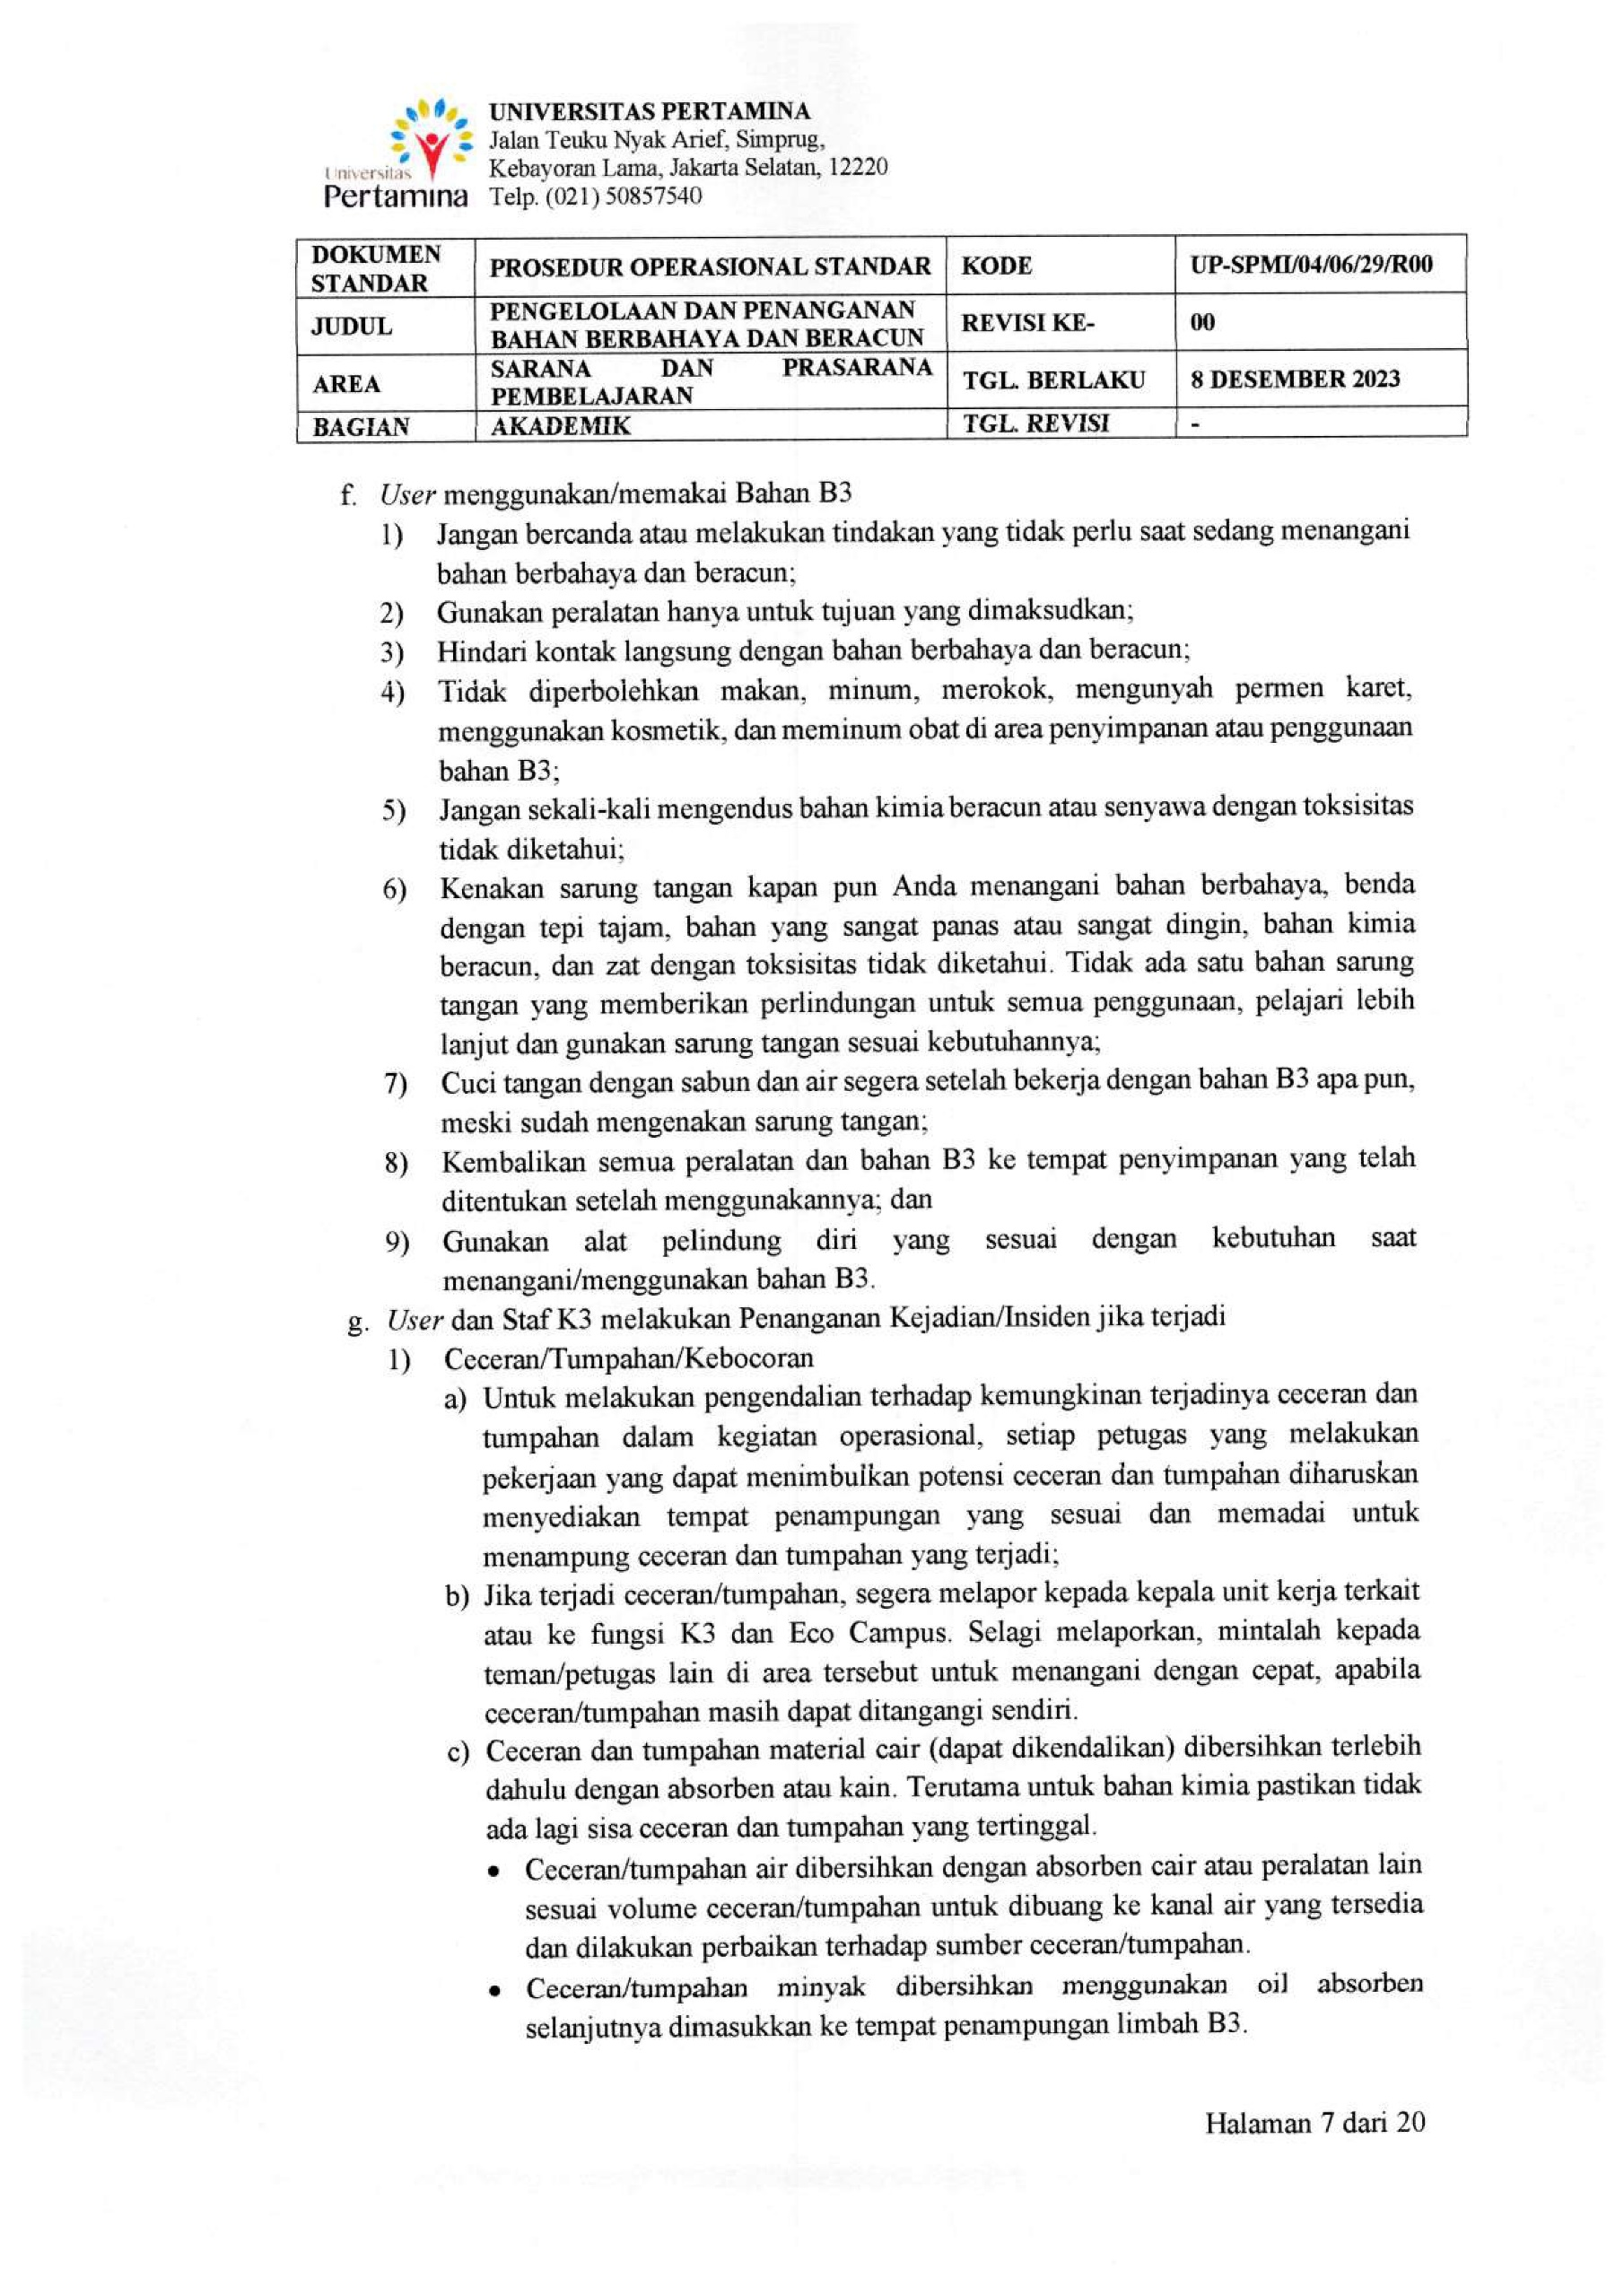 UNIVERSITAS PERTAMINA
Jalan Teuku Nyak Arief, Simprug,
Kebayoran Lama, Jakarta Selatan, 12220
Telp. (021) 50857540
Universitas
Pertamina
DOKUMEN STANDAR PROSEDUR OPERASIONAL STANDAR KODE UP-SPMI/04/06/29/R00
JUDUL PENGELOLAAN DAN PENANGANAN BAHAN BERBAHAYA DAN BERACUN REVISI KE- 00
AREA SARANA DAN PRASARANA PEMBELAJARAN TGL. BERLAKU 8 DESEMBER 2023
BAGIAN AKADEMIK TGL. REVISI -
f. User menggunakan/memakai Bahan B3
1) Jangan bercanda atau melakukan tindakan yang tidak perlu saat sedang menangani
bahan berbahaya dan beracun;
2) Gunakan peralatan hanya untuk tujuan yang dimaksudkan;
3) Hindari kontak langsung dengan bahan berbahaya dan beracun;
4) Tidak diperbolehkan makan, minum, merokok, mengunyah permen karet,
menggunakan kosmetik, dan meminum obat di area penyimpanan atau penggunaan
bahan B3;
5) Jangan sekali-kali mengendus bahan kimia beracun atau senyawa dengan toksisitas
tidak diketahui;
6) Kenakan sarung tangan kapan pun Anda menangani bahan berbahaya, benda
dengan tepi tajam, bahan yang sangat panas atau sangat dingin, bahan kimia
beracun, dan zat dengan toksisitas tidak diketahui. Tidak ada satu bahan sarung
tangan yang memberikan perlindungan untuk semua penggunaan, pelajari lebih
lanjut dan gunakan sarung tangan sesuai kebutuhannya;
7) Cuci tangan dengan sabun dan air segera setelah bekerja dengan bahan B3 apa pun,
meski sudah mengenakan sarung tangan;
8) Kembalikan semua peralatan dan bahan B3 ke tempat penyimpanan yang telah
ditentukan setelah menggunakannya; dan
9) Gunakan alat pelindung diri yang sesuai dengan kebutuhan saat
menangani/menggunakan bahan B3.
g. User dan Staf K3 melakukan Penanganan Kejadian/Insiden jika terjadi
1) Ceceran/Tumpahan/Kebocoran
a) Untuk melakukan pengendalian terhadap kemungkinan terjadinya ceceran dan
tumpahan dalam kegiatan operasional, setiap petugas yang melakukan
pekerjaan yang dapat menimbulkan potensi ceceran dan tumpahan diharuskan
menyediakan tempat penampungan yang sesuai dan memadai untuk
menampung ceceran dan tumpahan yang terjadi;
b) Jika terjadi ceceran/tumpahan, segera melapor kepada kepala unit kerja terkait
atau ke fungsi K3 dan Eco Campus. Selagi melaporkan, mintalah kepada
teman/petugas lain di area tersebut untuk menangani dengan cepat, apabila
ceceran/tumpahan masih dapat ditangangi sendiri.
c) Ceceran dan tumpahan material cair (dapat dikendalikan) dibersihkan terlebih
dahulu dengan absorben atau kain. Terutama untuk bahan kimia pastikan tidak
ada lagi sisa ceceran dan tumpahan yang tertinggal.
• Ceceran/tumpahan air dibersihkan dengan absorben cair atau peralatan lain
sesuai volume ceceran/tumpahan untuk dibuang ke kanal air yang tersedia
dan dilakukan perbaikan terhadap sumber ceceran/tumpahan.
• Ceceran/tumpahan minyak dibersihkan menggunakan oil absorben
selanjutnya dimasukkan ke tempat penampungan limbah B3.
Halaman 7 dari 20